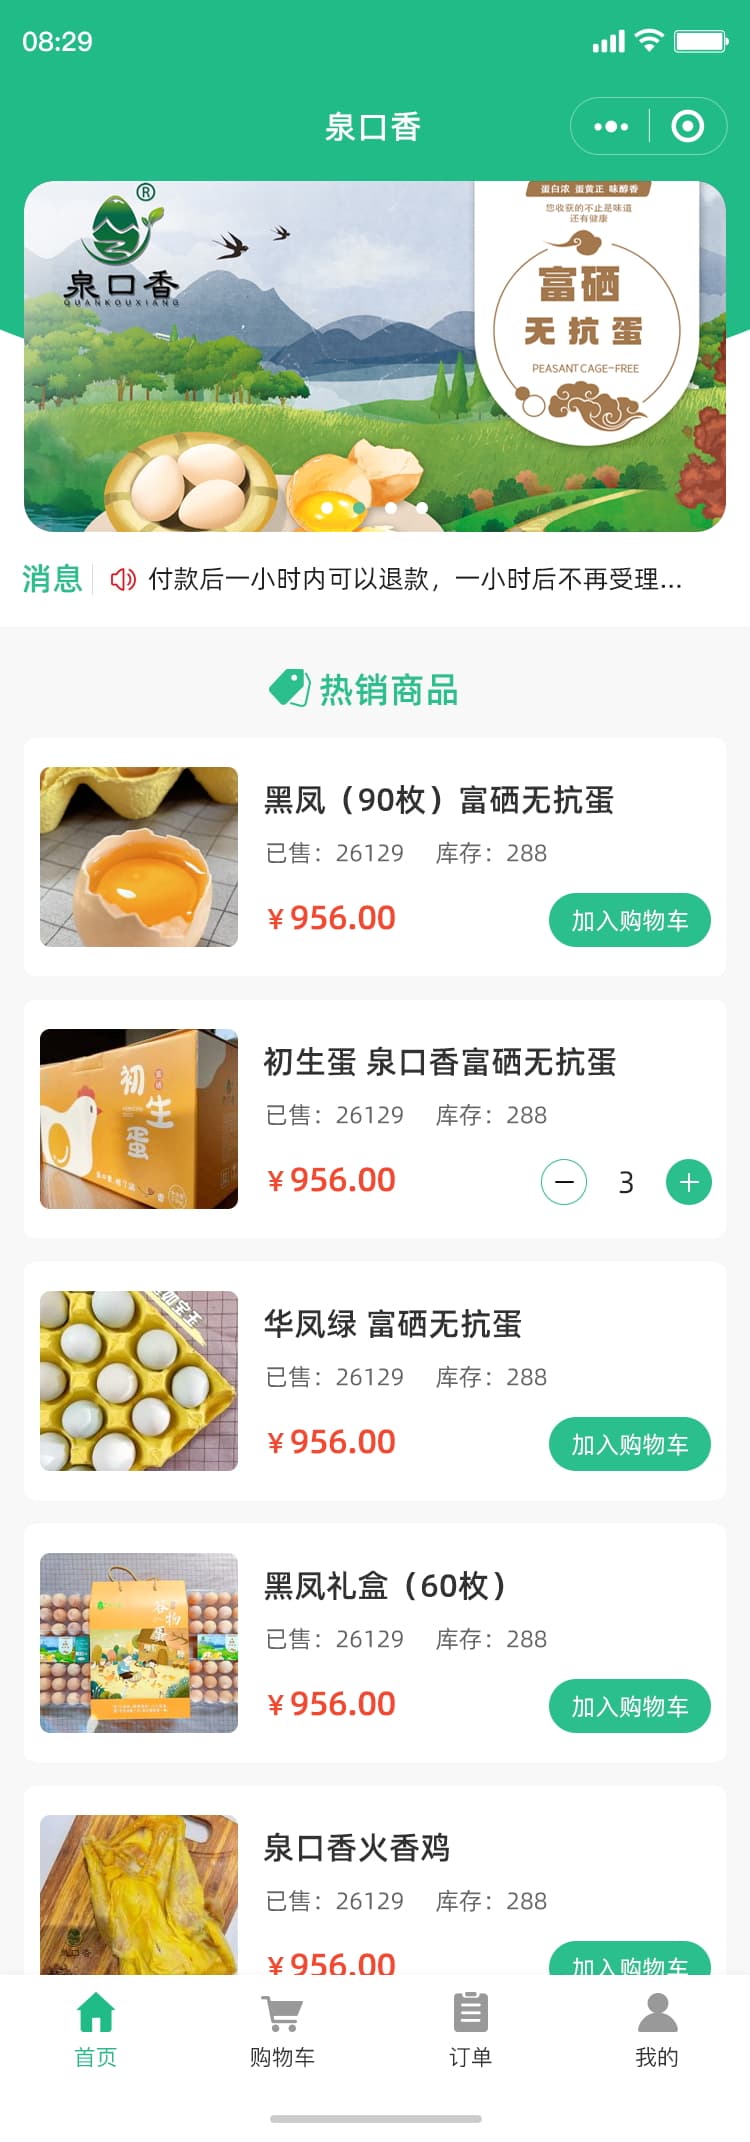 08:29
泉口香
®
泉口香
QUANKOUXIANG
蛋白浓 蛋黄正 味醇香
您收获的不止是味道
还有健康
富硒
无抗蛋
PEASANT CAGE-FREE
消息
付款后一小时内可以退款，一小时后不再受理...
热销商品
黑凤（90枚）富硒无抗蛋
已售：26129 库存：288
¥956.00
加入购物车
初生蛋
初生蛋 泉口香富硒无抗蛋
已售：26129 库存：288
¥956.00
3
华凤绿 富硒无抗蛋
已售：26129 库存：288
¥956.00
加入购物车
谷物蛋
黑凤礼盒（60枚）
已售：26129 库存：288
¥956.00
加入购物车
泉口香
泉口香火香鸡
已售：26129 库存：288
¥956.00
加入购物车
首页
购物车
订单
我的